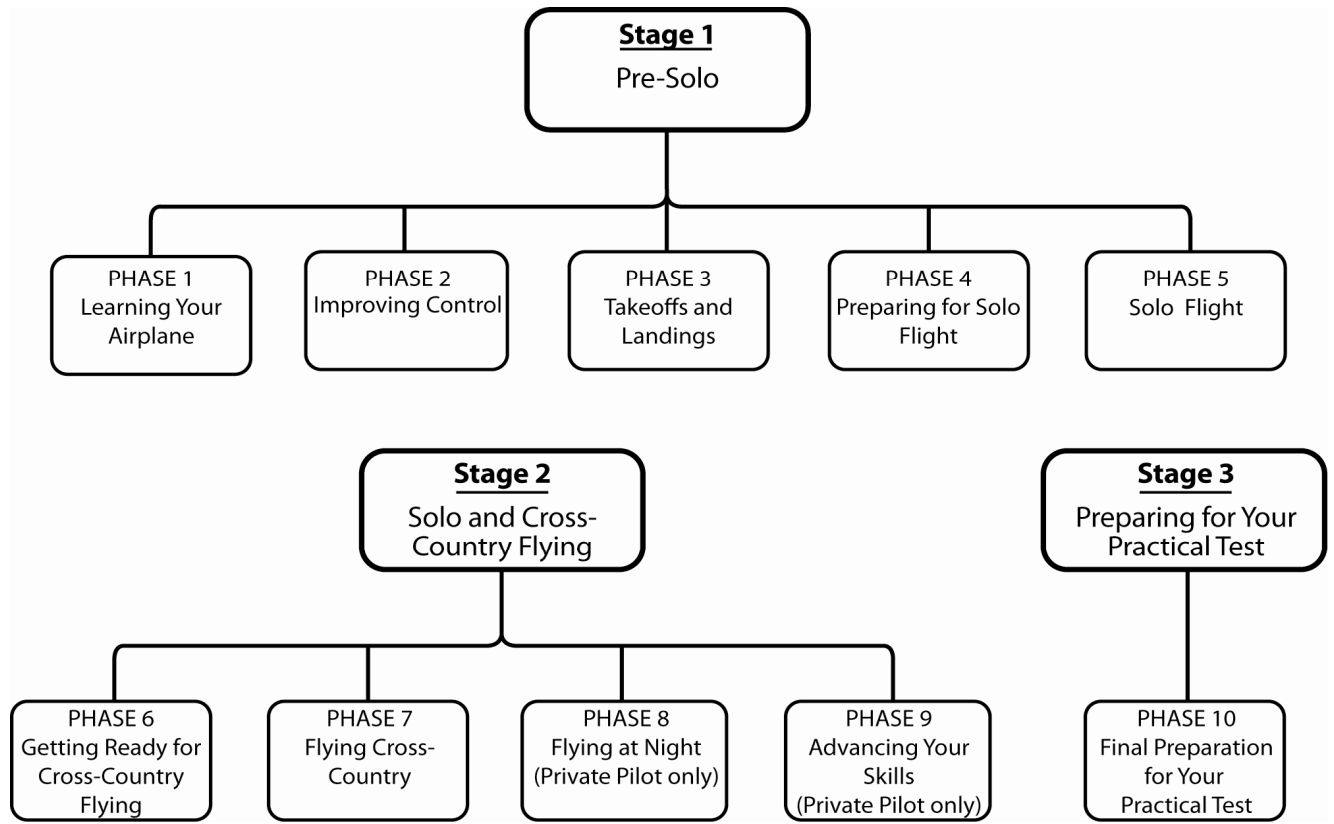 Stage 1
Pre-Solo
PHASE 1
Learning Your
Airplane
PHASE 2
Improving Control
PHASE 3
Takeoffs and
Landings
PHASE 4
Preparing for Solo
Flight
PHASE 5
Solo Flight
Stage 2
Solo and Cross-
Country Flying
Stage 3
Preparing for Your
Practical Test
PHASE 6
Getting Ready for
Cross-Country
Flying
PHASE 7
Flying Cross-
Country
PHASE 8
Flying at Night
(Private Pilot only)
PHASE 9
Advancing Your
Skills
(Private Pilot only)
PHASE 10
Final Preparation
for Your
Practical Test